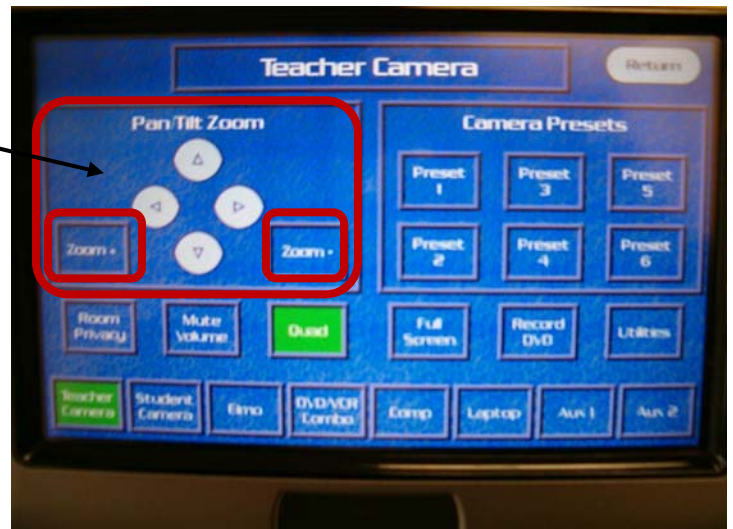 Teacher Camera
Return
Pan/Tilt Zoom
Camera Presets
Preset
1
Preset
3
Preset
5
Zoom
Zoom
Preset
2
Preset
4
Preset
6
Room
Privacy
Mute
Volume
Quad
Full
Screen
Record
DVD
Utilities
Teacher
Camera
Student
Camera
Elmo
DVD/VCR
Combo
Comp
Laptop
Aux 1
Aux 2